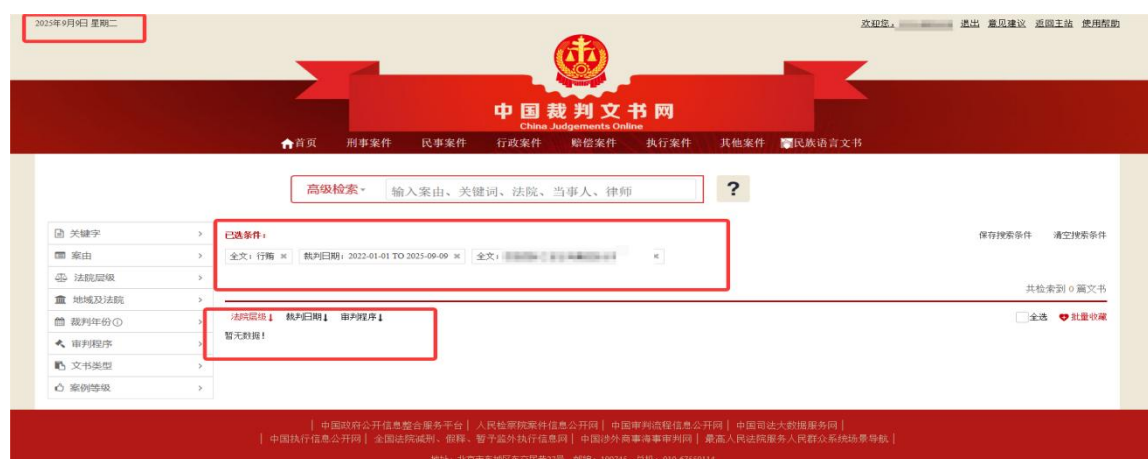 2025年9月9日 星期二
欢迎您, 退出 意见建议 返回主站 使用帮助
中国裁判文书网
China Judgements Online
首页 刑事案件 民事案件 行政案件 赔偿案件 执行案件 其他案件 民族语言文书
高级检索 输入案由、关键词、法院、当事人、律师 ?
关键字
案由
法院层级
地域及法院
裁判年份
审判程序
文书类型
案例等级
已选条件:
保存搜索条件 清空搜索条件
全文:行贿 × 裁判日期:2022-01-01 TO 2025-09-09 × 全文: ×
共检索到 0 篇文书
法院层级 裁判日期 审判程序
全选 批量收藏
暂无数据!
| 中国政府公开信息整合服务平台 | 人民检察院案件信息公开网 | 中国审判流程信息公开网 | 中国司法大数据服务网 |
| 中国执行信息公开网 | 全国法院减刑、假释、暂予监外执行信息网 | 中国涉外商事海事审判网 | 最高人民法院服务人民群众系统场景导航 |